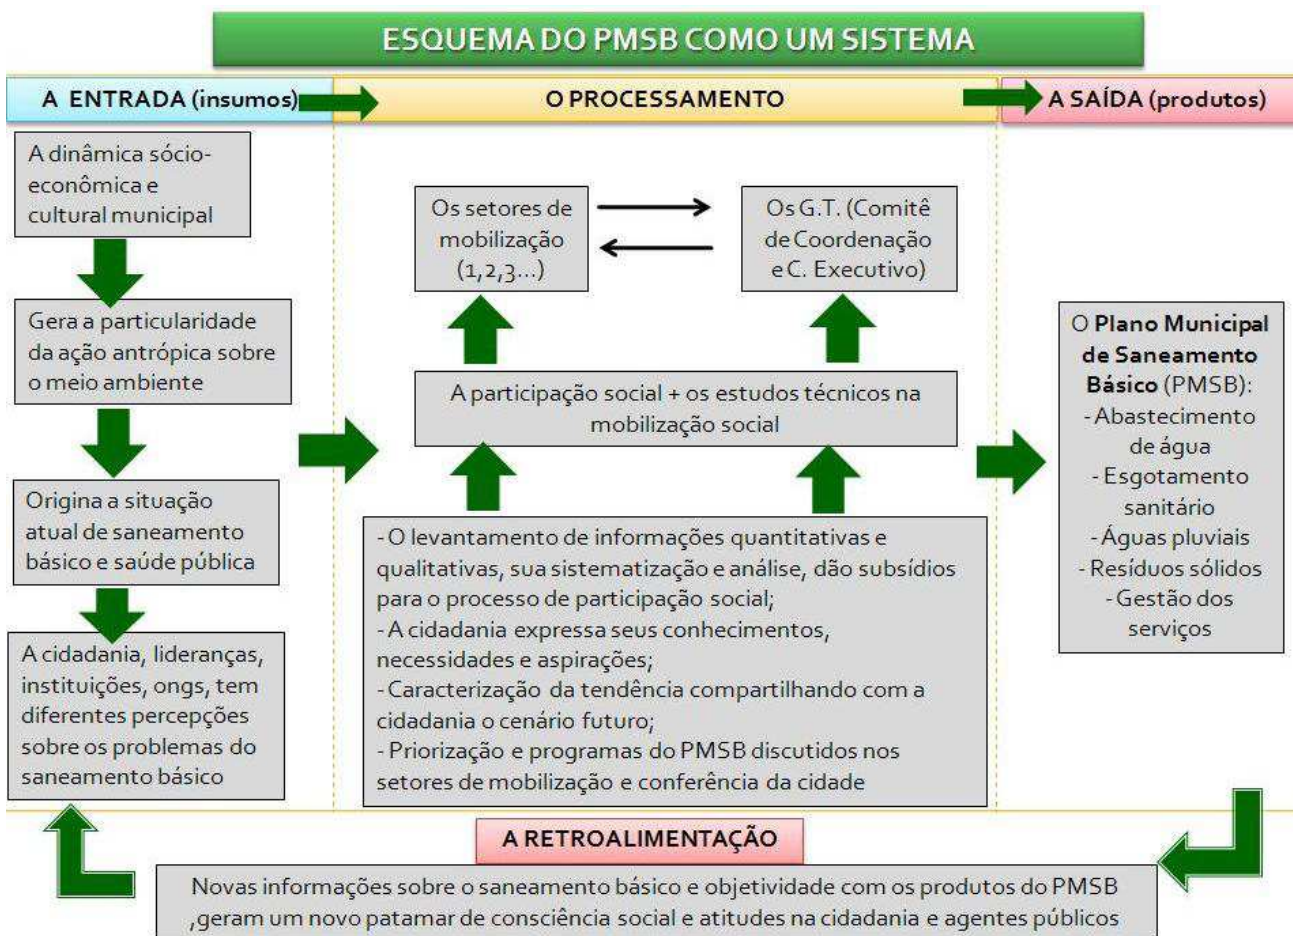 ESQUEMA DO PMSB COMO UM SISTEMA
A ENTRADA (insumos)
O PROCESSAMENTO
A SAÍDA (produtos)
A dinâmica sócio-
econômica e
cultural municipal
Gera a particularidade
da ação antrópica sobre
o meio ambiente
Origina a situação
atual de saneamento
básico e saúde pública
A cidadania, lideranças,
instituições, ongs, tem
diferentes percepções
sobre os problemas do
saneamento básico
Os setores de
mobilização
(1,2,3...)
Os G.T. (Comitê
de Coordenação
e C. Executivo)
A participação social + os estudos técnicos na
mobilização social
- O levantamento de informações quantitativas e
qualitativas, sua sistematização e análise, dão subsídios
para o processo de participação social;
- A cidadania expressa seus conhecimentos,
necessidades e aspirações;
- Caracterização da tendência compartilhando com a
cidadania o cenário futuro;
- Priorização e programas do PMSB discutidos nos
setores de mobilização e conferência da cidade
O Plano Municipal
de Saneamento
Básico (PMSB):
- Abastecimento
de água
- Esgotamento
sanitário
- Águas pluviais
- Resíduos sólidos
- Gestão dos
serviços
A RETROALIMENTAÇÃO
Novas informações sobre o saneamento básico e objetividade com os produtos do PMSB
,geram um novo patamar de consciência social e atitudes na cidadania e agentes públicos